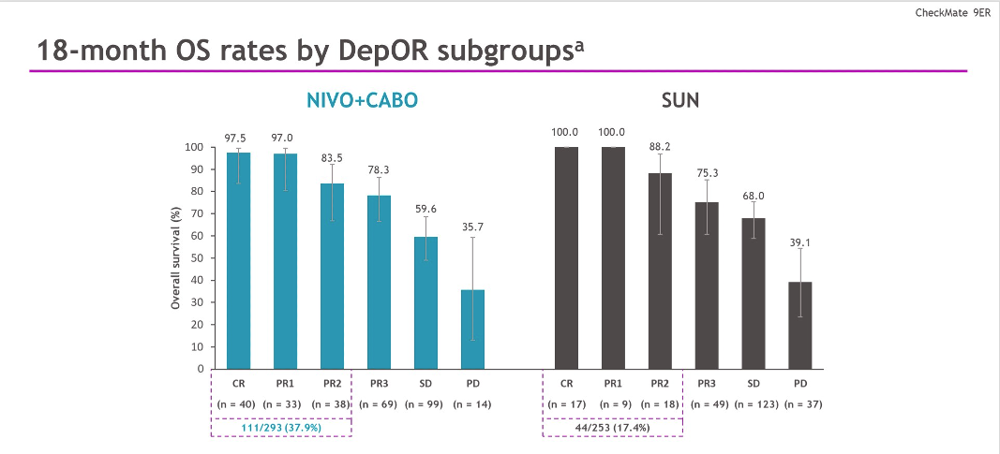 CheckMate 9ER
18-month OS rates by DepOR subgroupsᵃ
NIVO+CABO
SUN
Overall survival (%)
100
90
80
70
60
50
40
30
20
10
0
97.5 97.0 83.5 78.3 59.6 35.7
100.0 100.0 88.2 75.3 68.0 39.1
CR PR1 PR2 PR3 SD PD
(n = 40) (n = 33) (n = 38) (n = 69) (n = 99) (n = 14)
111/293 (37.9%)
CR PR1 PR2 PR3 SD PD
(n = 17) (n = 9) (n = 18) (n = 49) (n = 123) (n = 37)
44/253 (17.4%)